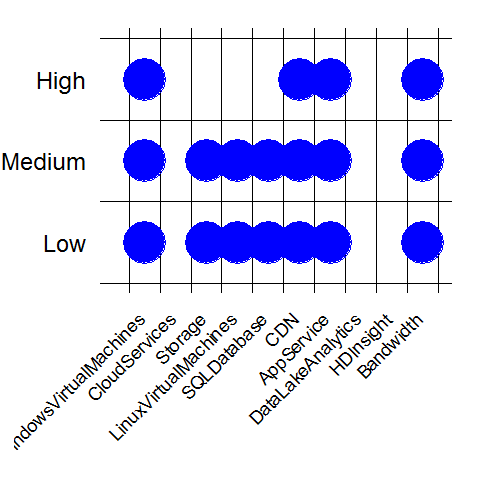 High
Medium
Low
ndowsVirtualMachines
CloudServices
Storage
LinuxVirtualMachines
SQLDatabase
CDN
AppService
DataLakeAnalytics
HDInsight
Bandwidth